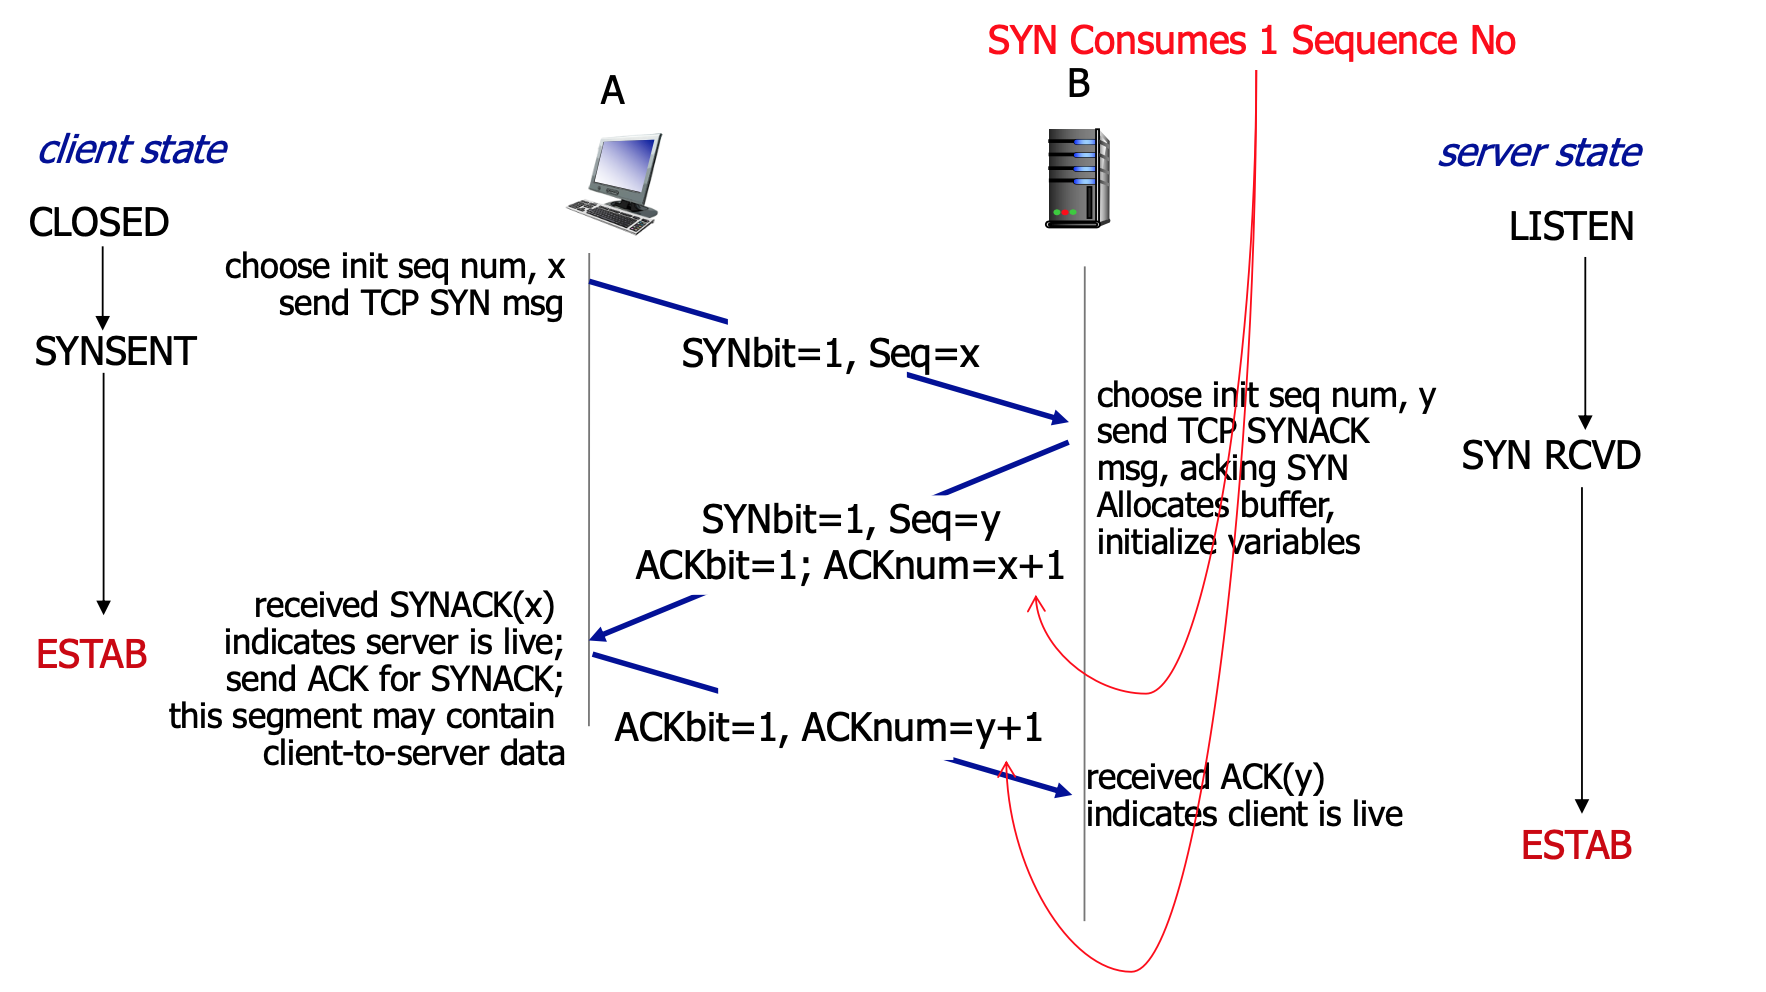 SYN Consumes 1 Sequence No
A
B
client state
server state
CLOSED
LISTEN
choose init seq num, x
send TCP SYN msg
SYNSENT
SYNbit=1, Seq=x
choose init seq num, y
send TCP SYNACK
msg, acking SYN
Allocates buffer,
initialize variables
SYN RCVD
SYNbit=1, Seq=y
ACKbit=1; ACKnum=x+1
received SYNACK(x)
indicates server is live;
send ACK for SYNACK;
this segment may contain
client-to-server data
ESTAB
ACKbit=1, ACKnum=y+1
received ACK(y)
indicates client is live
ESTAB